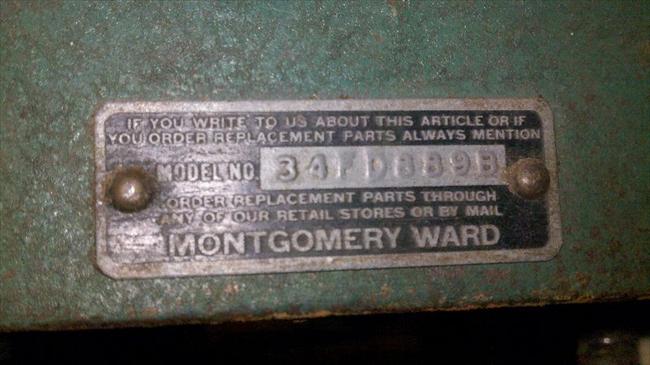 IF YOU WRITE TO US ABOUT THIS ARTICLE OR IF
YOU ORDER REPLACEMENT PARTS ALWAYS MENTION
MODEL NO. 34FD889B
ORDER REPLACEMENT PARTS THROUGH
ANY OF OUR RETAIL STORES OR BY MAIL
MONTGOMERY WARD